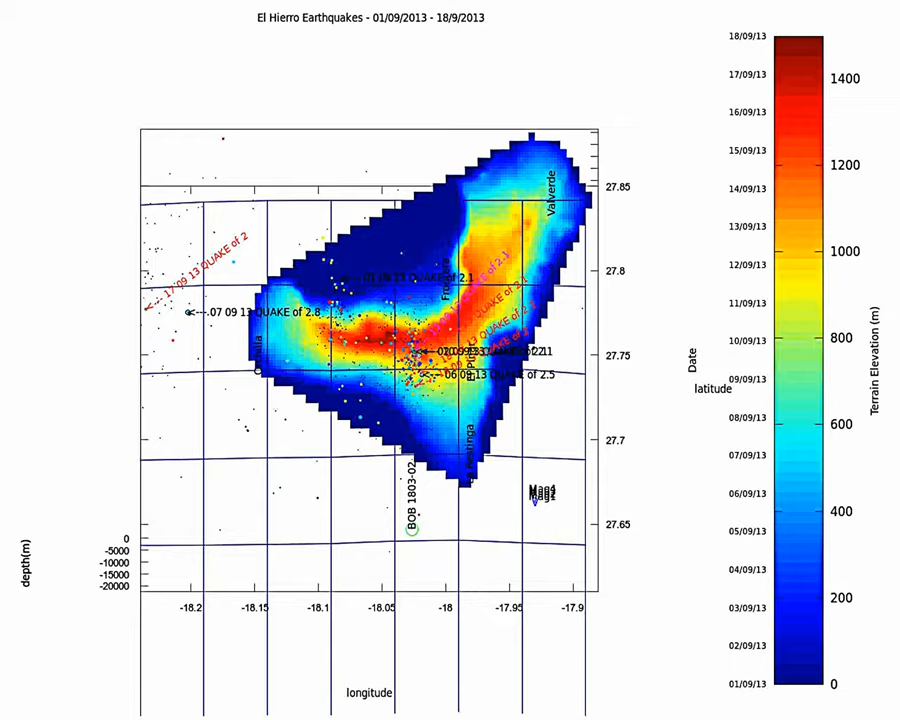 El Hierro Earthquakes - 01/09/2013 - 18/9/2013
18/09/13
17/09/13
16/09/13
15/09/13
14/09/13
13/09/13
12/09/13
11/09/13
10/09/13
09/09/13
08/09/13
07/09/13
06/09/13
05/09/13
04/09/13
03/09/13
02/09/13
01/09/13
1400
1200
1000
800
600
400
200
0
Terrain Elevation (m)
Date
latitude
27.85
27.8
27.75
27.7
27.65
Valverde
Frontera
La Restinga
BOB 1803-02
<--- 17 09 13 QUAKE of 2
<--- 07 09 13 QUAKE of 2.8
QUAKE of 2.1
QUAKE of 2.1
<--- 06 09 13 QUAKE of 2.5
Mag4
Mag1
depth(m)
0
-5000
-10000
-15000
-20000
-18.2
-18.15
-18.1
-18.05
-18
-17.95
-17.9
longitude